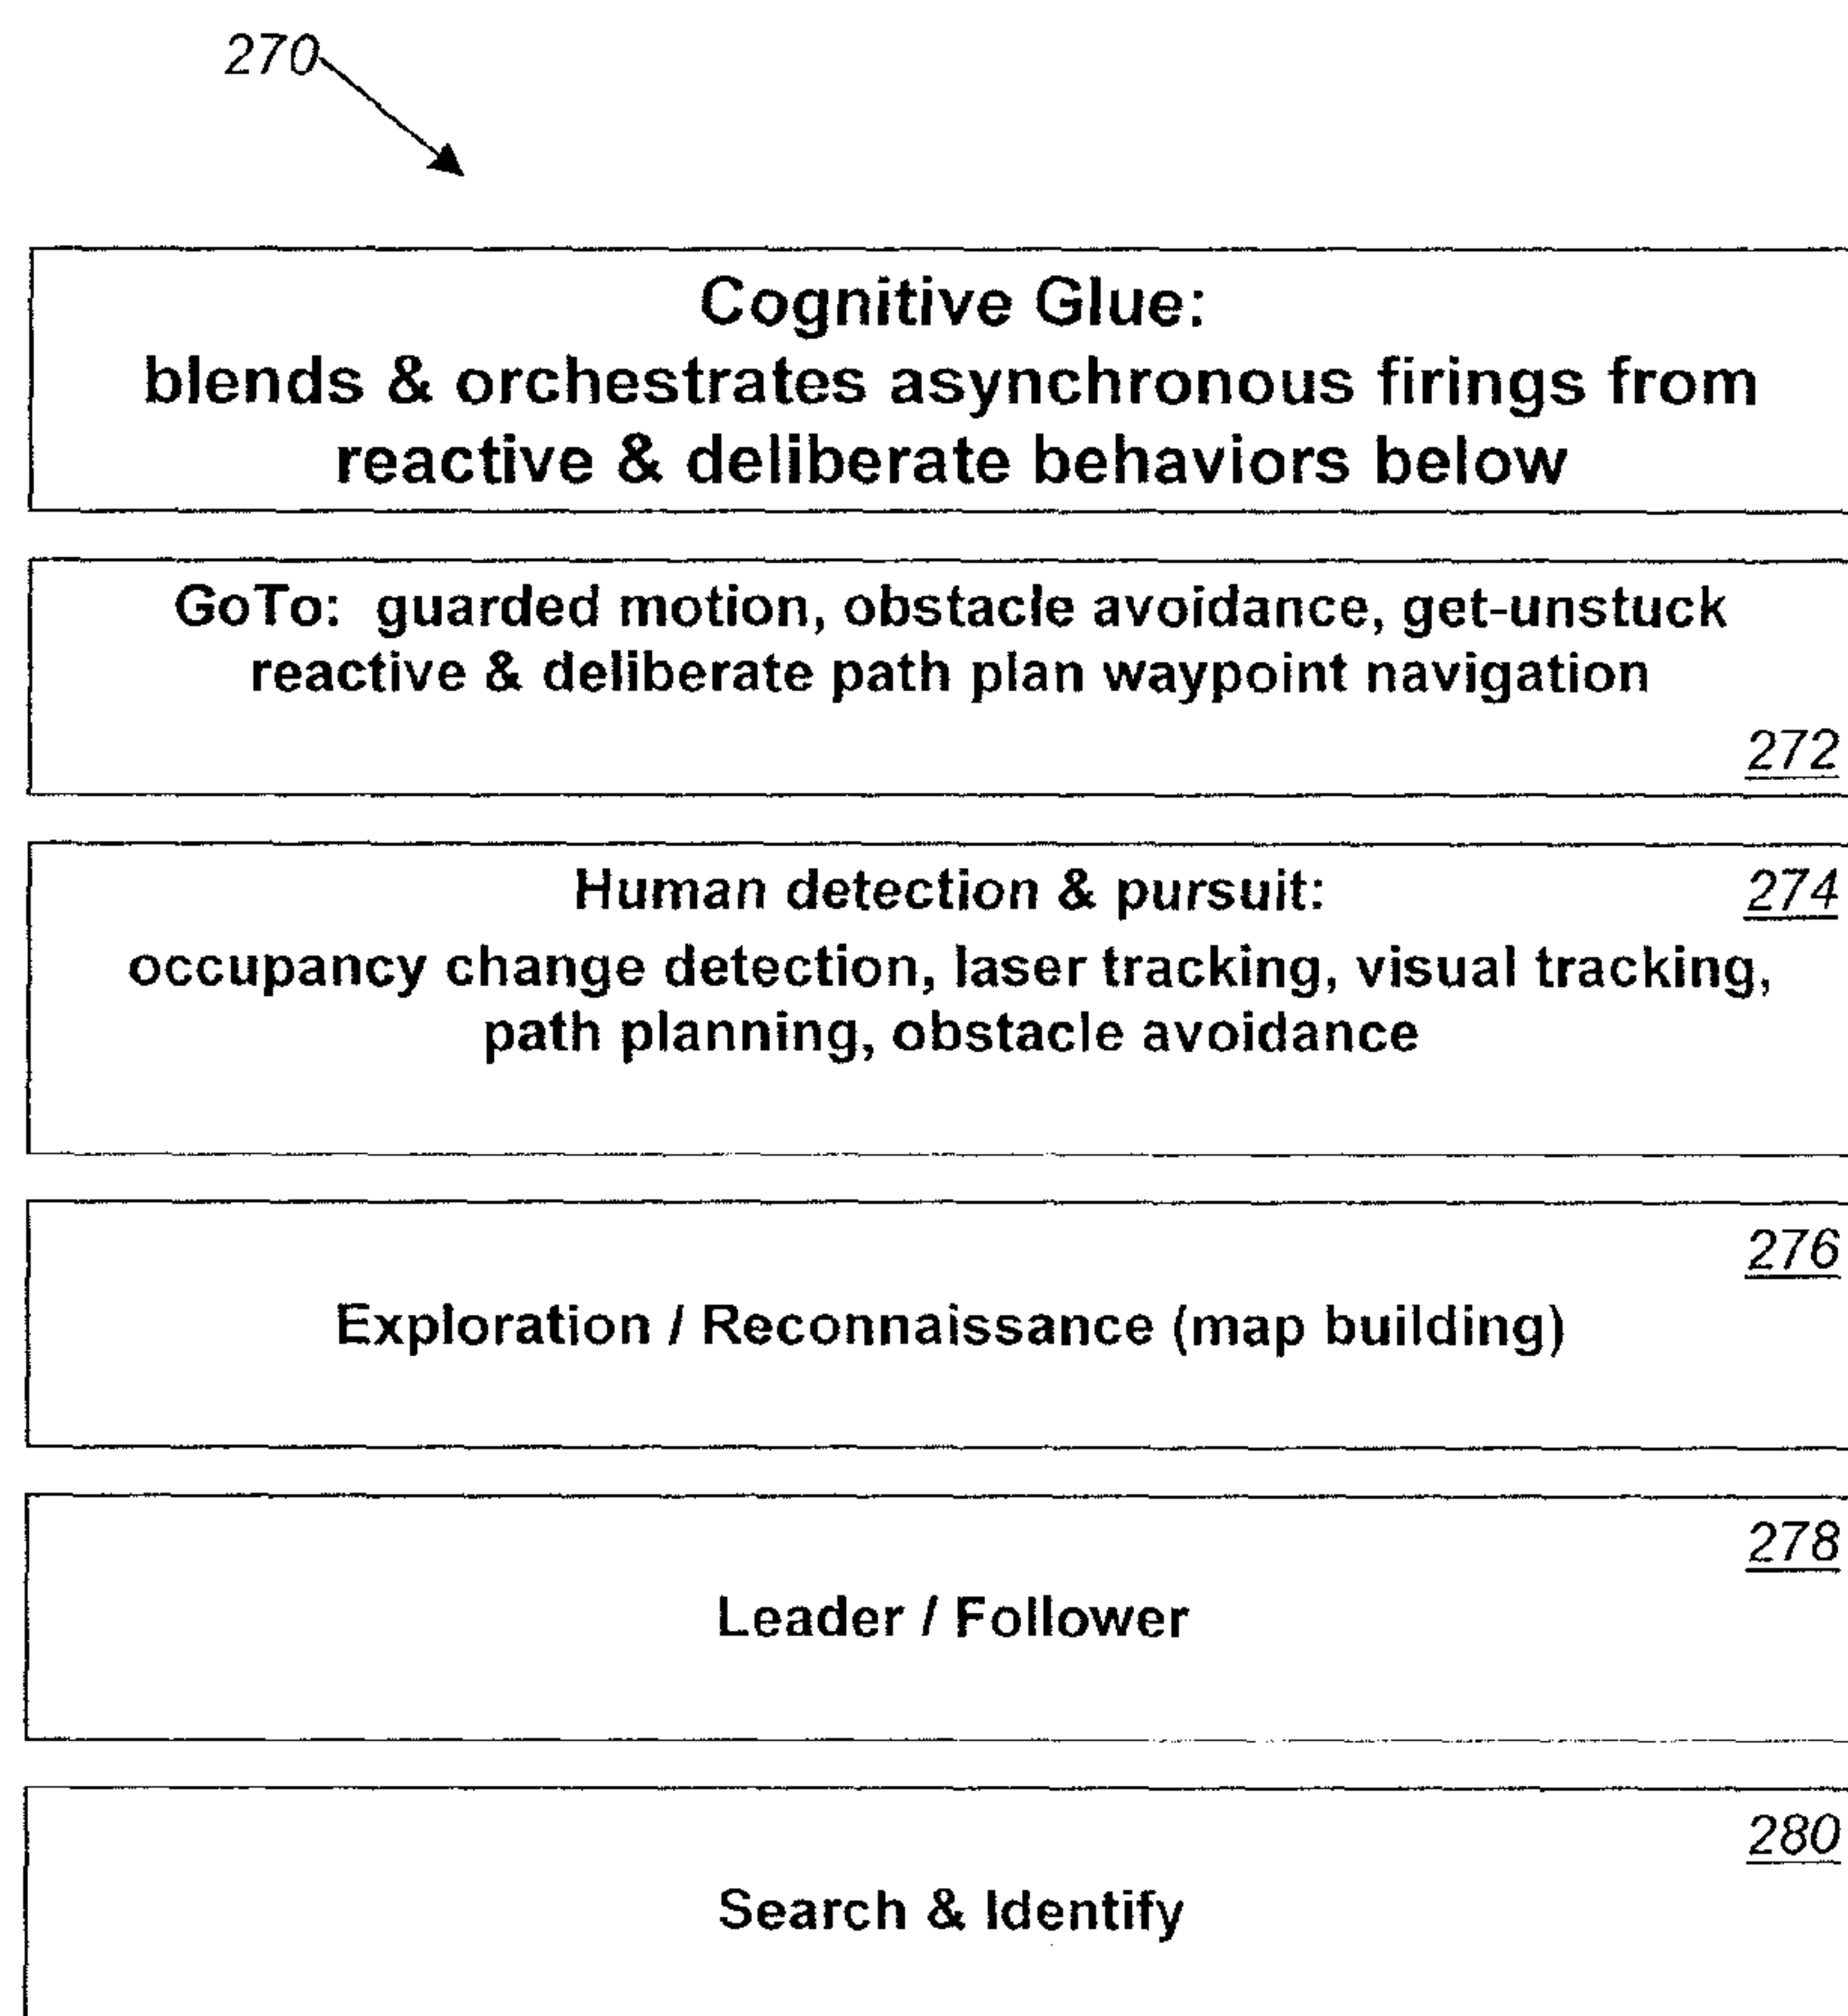 270
Cognitive Glue:
blends & orchestrates asynchronous firings from
reactive & deliberate behaviors below
GoTo: guarded motion, obstacle avoidance, get-unstuck
reactive & deliberate path plan waypoint navigation
272
Human detection & pursuit:
274
occupancy change detection, laser tracking, visual tracking,
path planning, obstacle avoidance
276
Exploration / Reconnaissance (map building)
278
Leader / Follower
280
Search & Identify